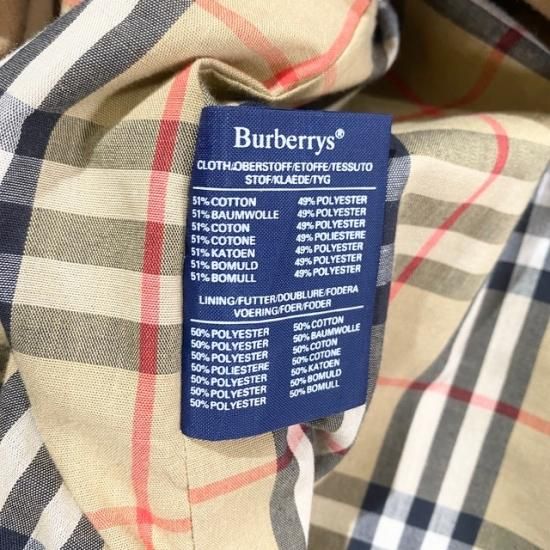 Burberrys®
CLOTH/OBERSTOFF/ETOFFE/TESSUTO
STOF/KLAEDE/TYG
51% COTTON 49% POLYESTER
51% BAUMWOLLE 49% POLYESTER
51% COTON 49% POLYESTER
51% COTONE 49% POLIESTERE
51% KATOEN 49% POLYESTER
51% BOMULD 49% POLYESTER
51% BOMULL 49% POLYESTER
LINING/FUTTER/DOUBLURE/FODERA
VOERING/FOER/FODER
50% POLYESTER 50% COTTON
50% POLYESTER 50% BAUMWOLLE
50% POLYESTER 50% COTON
50% POLIESTERE 50% COTONE
50% POLYESTER 50% KATOEN
50% POLYESTER 50% BOMULD
50% POLYESTER 50% BOMULL